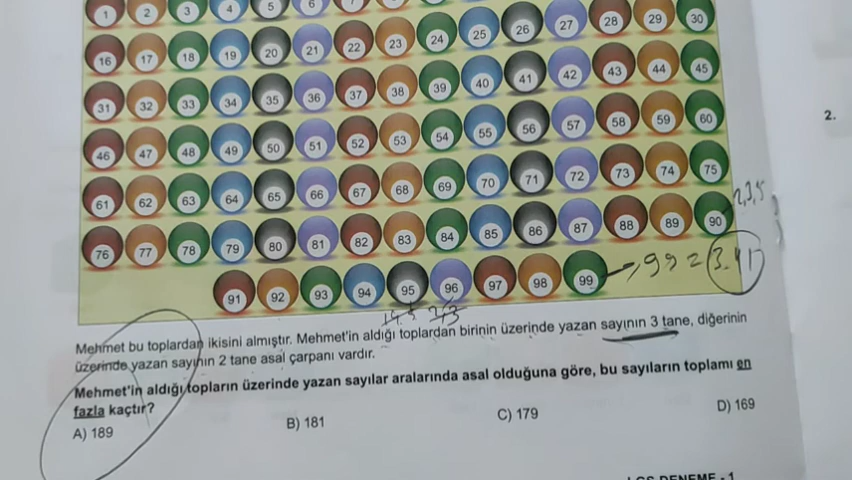 1 2 3 4 5 6
16 17 18 19 20 21 22 23 24 25 26 27 28 29 30
31 32 33 34 35 36 37 38 39 40 41 42 43 44 45
46 47 48 49 50 51 52 53 54 55 56 57 58 59 60
61 62 63 64 65 66 67 68 69 70 71 72 73 74 75
76 77 78 79 80 81 82 83 84 85 86 87 88 89 90
91 92 93 94 95 96 97 98 99
2.
Mehmet bu toplardan ikisini almıştır. Mehmet'in aldığı toplardan birinin üzerinde yazan sayının 3 tane, diğerinin
üzerinde yazan sayının 2 tane asal çarpanı vardır.
Mehmet'in aldığı topların üzerinde yazan sayılar aralarında asal olduğuna göre, bu sayıların toplamı en
fazla kaçtır?
A) 189 B) 181 C) 179 D) 169
LGS DENEME - 1